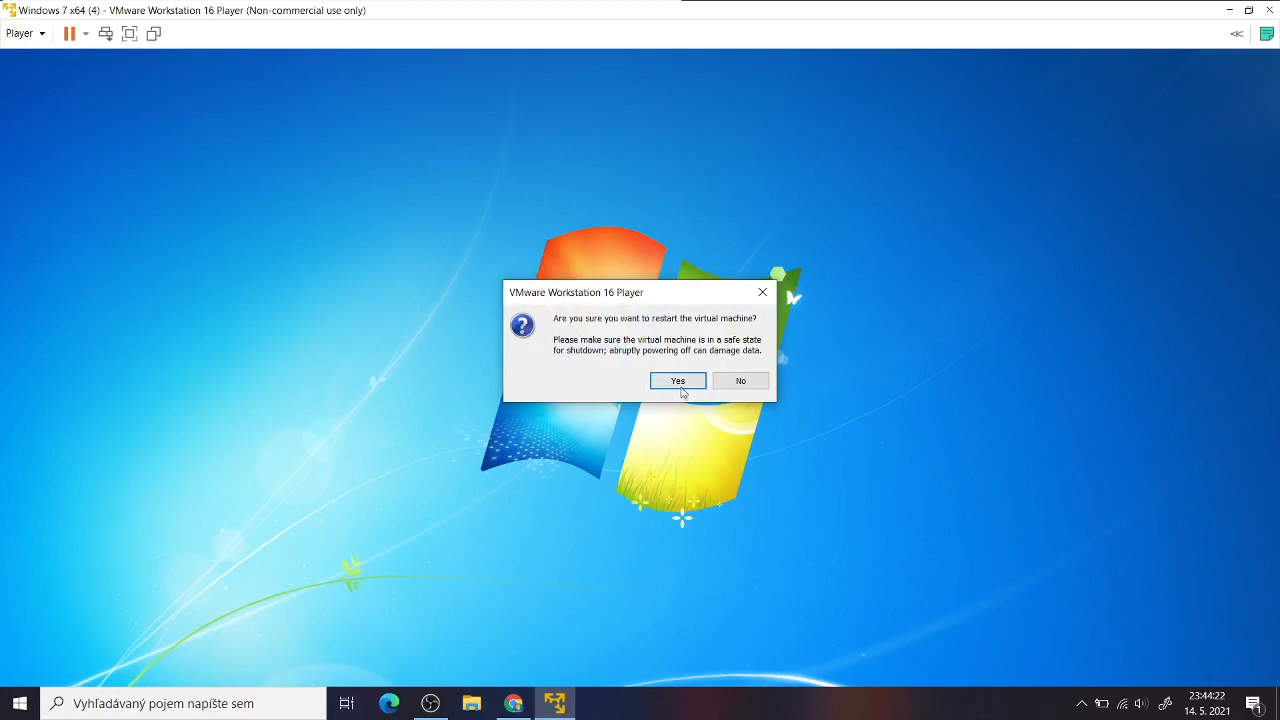 Windows 7 x64 (4) - VMware Workstation 16 Player (Non-commercial use only)
Player
VMware Workstation 16 Player
Are you sure you want to restart the virtual machine?
Please make sure the virtual machine is in a safe state
for shutdown; abruptly powering off can damage data.
Yes No
Vyhľadávaný pojem napíšte sem
23:44:22
14. 5. 2021
1